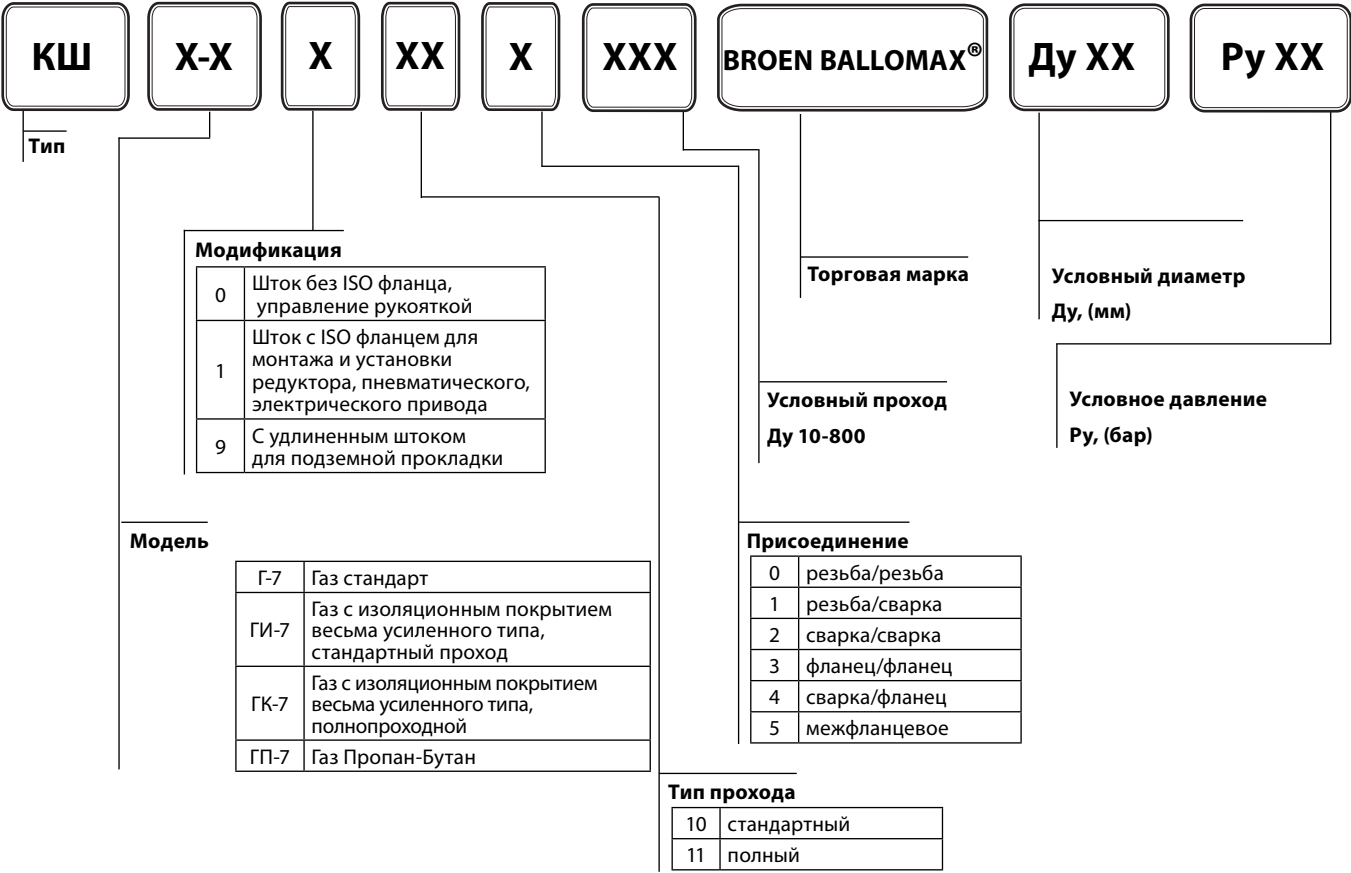 КШ X-X X XX X XXX BROEN BALLOMAX® Ду XX Ру XX
Тип
Модификация
0 Шток без ISO фланца,
управление рукояткой
1 Шток с ISO фланцем для
монтажа и установки
редуктора, пневматического,
электрического привода
9 С удлиненным штоком
для подземной прокладки
Торговая марка
Условный диаметр
Ду, (мм)
Условный проход
Ду 10-800
Условное давление
Ру, (бар)
Модель
Г-7 Газ стандарт
ГИ-7 Газ с изоляционным покрытием
весьма усиленного типа,
стандартный проход
ГК-7 Газ с изоляционным покрытием
весьма усиленного типа,
полнопроходной
ГП-7 Газ Пропан-Бутан
Присоединение
0 резьба/резьба
1 резьба/сварка
2 сварка/сварка
3 фланец/фланец
4 сварка/фланец
5 межфланцевое
Тип прохода
10 стандартный
11 полный